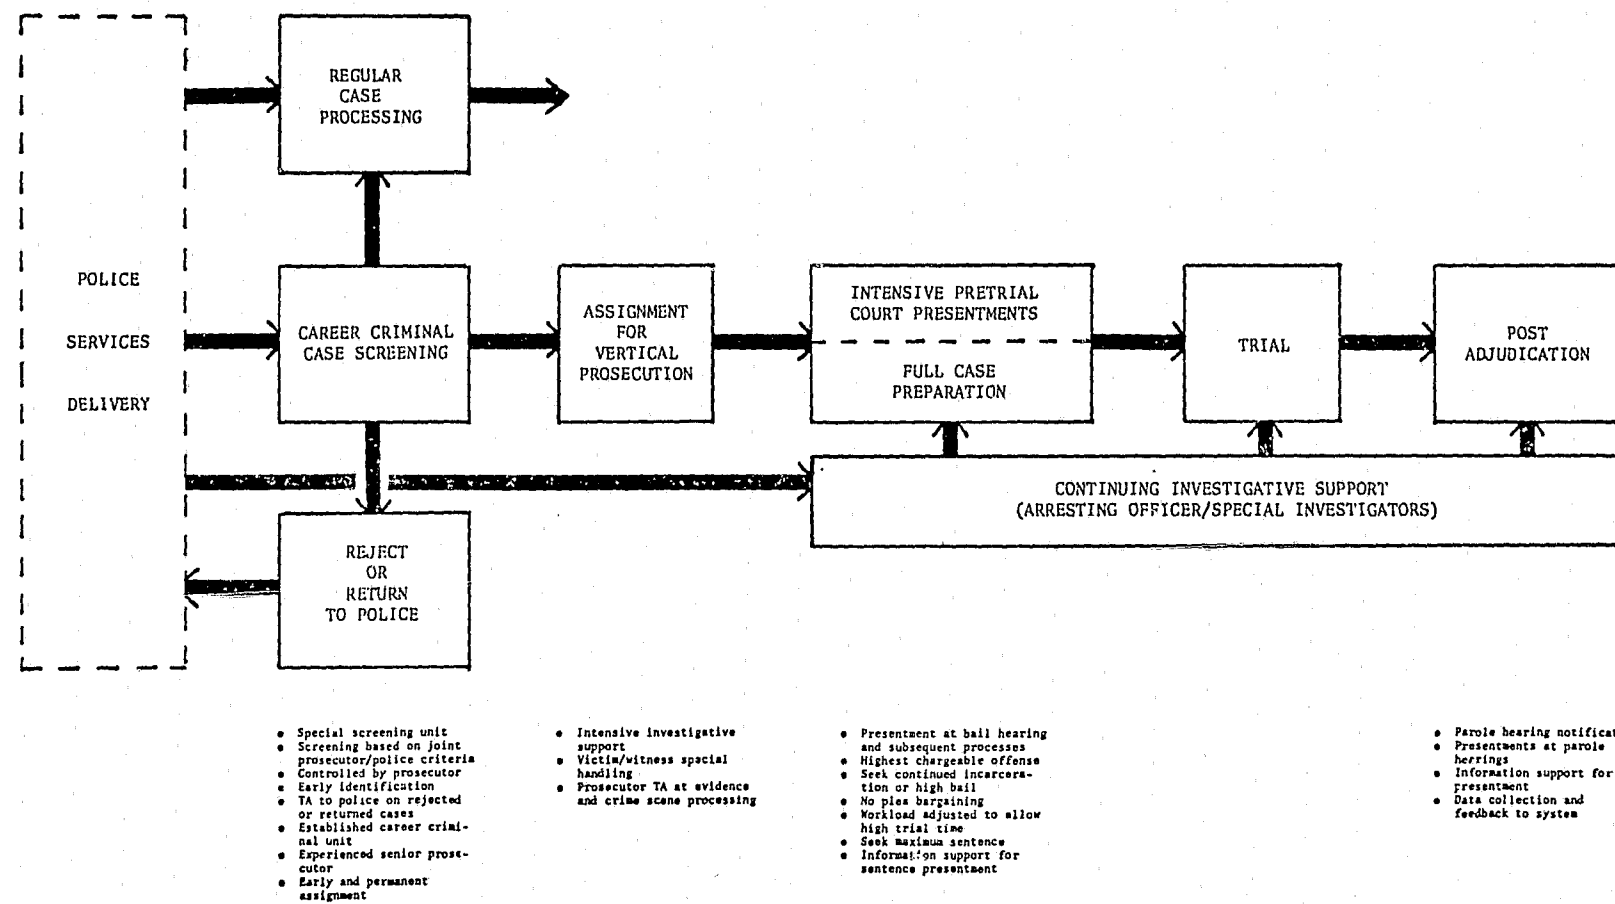 REGULAR
CASE
PROCESSING
POLICE
SERVICES
DELIVERY
CAREER CRIMINAL
CASE SCREENING
ASSIGNMENT
FOR
VERTICAL
PROSECUTION
INTENSIVE PRETRIAL
COURT PRESENTMENTS
FULL CASE
PREPARATION
TRIAL
POST
ADJUDICATION
CONTINUING INVESTIGATIVE SUPPORT
(ARRESTING OFFICER/SPECIAL INVESTIGATORS)
REJECT
OR
RETURN
TO POLICE
• Special screening unit
• Screening based on joint
prosecutor/police criteria
• Controlled by prosecutor
• Early identification
• TA to police on rejected
or returned cases
• Established career crimi-
nal unit
• Experienced senior prose-
cutor
• Early and permanent
assignment
• Intensive investigative
support
• Victim/witness special
handling
• Prosecutor TA at evidence
and crime scene processing
• Presentment at bail hearing
and subsequent processes
• Highest chargeable offense
• Seek continued incarcera-
tion or high bail
• No plea bargaining
• Workload adjusted to allow
high trial time
• Seek maximum sentence
• Information support for
sentence presentment
• Parole hearing notificat
• Presentments at parole
herrings
• Information support for
presentment
• Data collection and
feedback to system